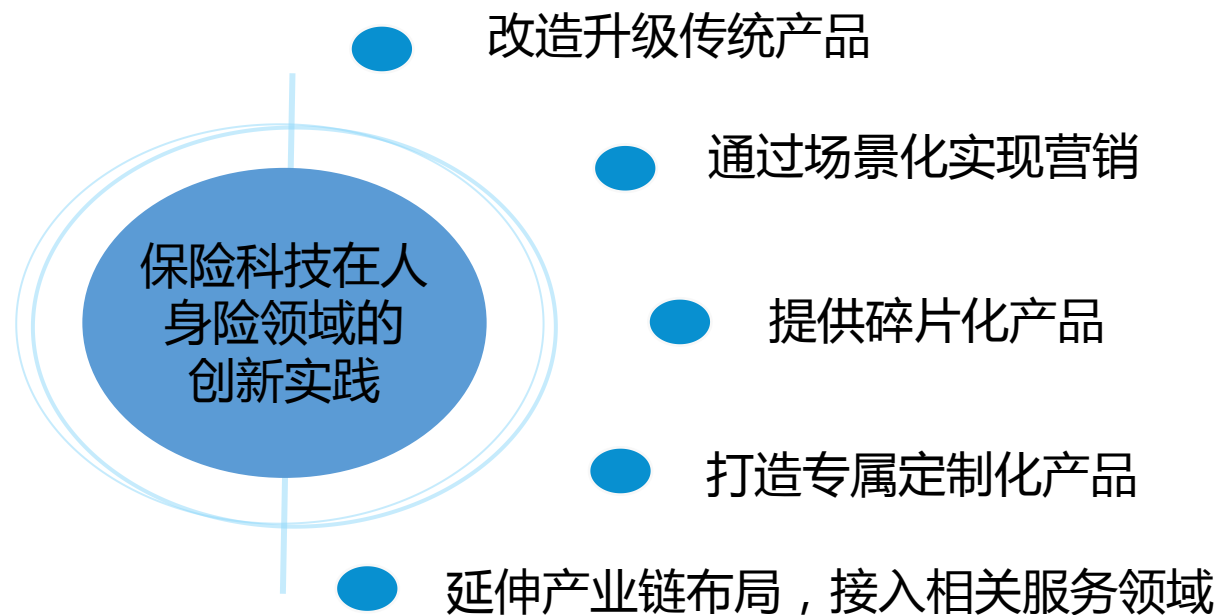 改造升级传统产品
通过场景化实现营销
保险科技在人
身险领域的
创新实践
提供碎片化产品
打造专属定制化产品
延伸产业链布局，接入相关服务领域